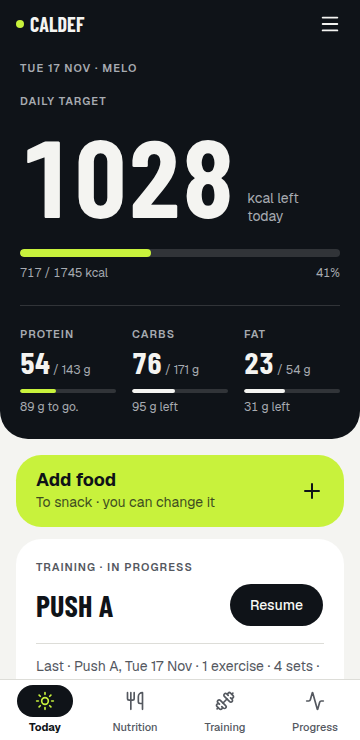 CALDEF
TUE 17 NOV · MELO
DAILY TARGET
1028 kcal left today
717 / 1745 kcal 41%
PROTEIN CARBS FAT
54 / 143 g 76 / 171 g 23 / 54 g
89 g to go. 95 g left 31 g left
Add food
To snack · you can change it
TRAINING · IN PROGRESS
PUSH A Resume
Last · Push A, Tue 17 Nov · 1 exercise · 4 sets ·
Today Nutrition Training Progress